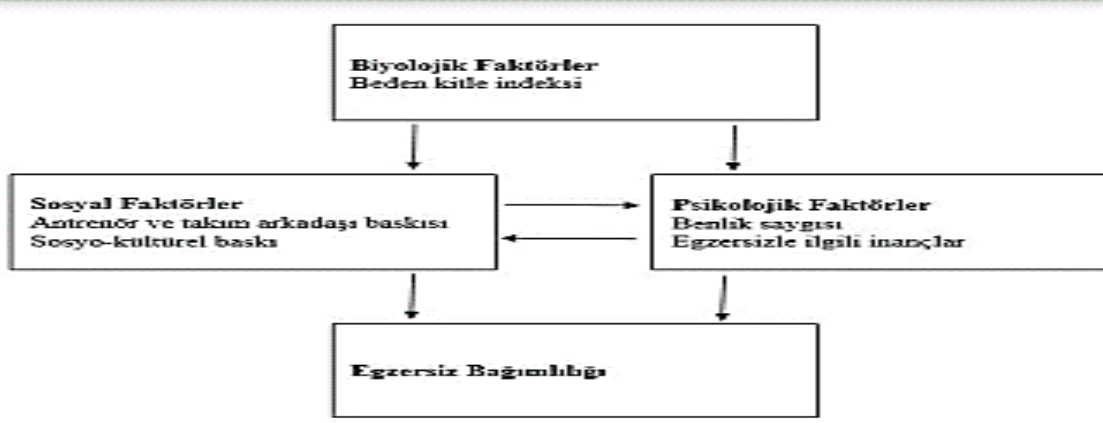 Biyolojik Faktörler
Beden kitle indeksi
Sosyal Faktörler
Antrenör ve takım arkadaşı baskısı
Sosyo-kültürel baskı
Psikolojik Faktörler
Benlik saygısı
Egzersizle ilgili inançlar
Egzersiz Bağımlılığı